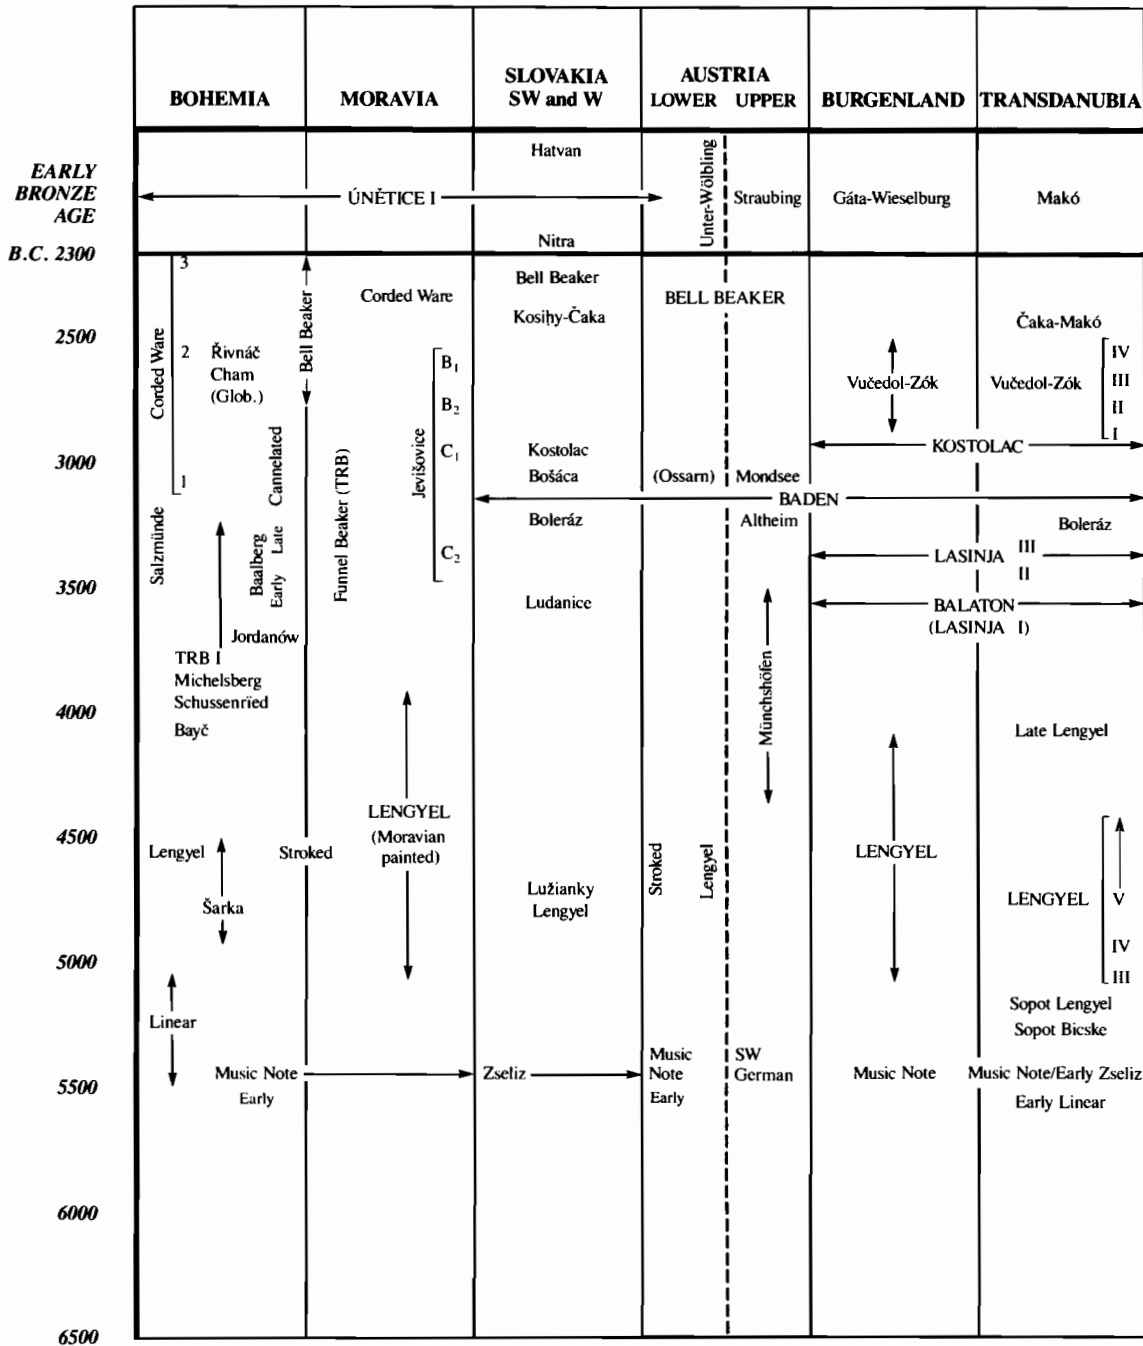 BOHEMIA
MORAVIA
SLOVAKIA
SW and W
AUSTRIA
LOWER UPPER
BURGENLAND
TRANSDANUBIA
EARLY
BRONZE
AGE
B.C. 2300
2500
3000
3500
4000
4500
5000
5500
6000
6500
ÚNĚTICE I
Hatvan
Nitra
Unter-Wölbling
Straubing
Gáta-Wieselburg
Makó
Corded Ware
3
2
1
Řivnáč
Cham
(Glob.)
Cannelated
Salzmünde
Baalberg
Early Late
Jordanów
TRB I
Michelsberg
Schussenried
Bayč
Lengyel
Šarka
Linear
Music Note
Early
Bell Beaker
Stroked
Corded Ware
Jevišovice
B1
B2
C1
C2
Funnel Beaker (TRB)
LENGYEL
(Moravian
painted)
Bell Beaker
Kosihy-Čaka
Kostolac
Bošáca
Boleráz
Ludanice
Lužianky
Lengyel
Zseliz
BELL BEAKER
(Ossarn)
Mondsee
BADEN
Altheim
Münchshöfen
Stroked
Lengyel
Music
Note
Early
SW
German
Vučedol-Zók
KOSTOLAC
LASINJA
III
II
BALATON
(LASINJA I)
LENGYEL
Music Note
Čaka-Makó
Vučedol-Zók
IV
III
II
I
Boleráz
Late Lengyel
LENGYEL
V
IV
III
Sopot Lengyel
Sopot Bicske
Music Note/Early Zseliz
Early Linear